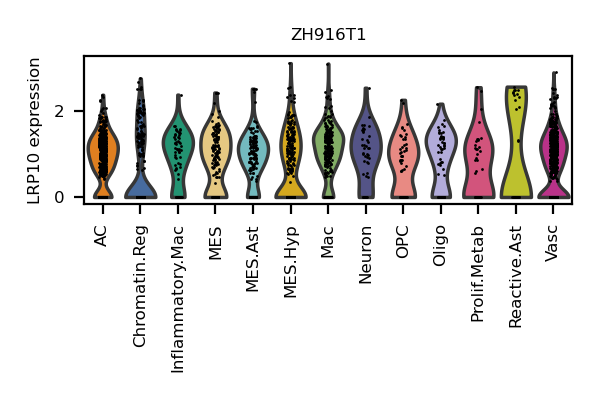 ZH916T1
LRP10 expression
2
0
AC
Chromatin.Reg
Inflammatory.Mac
MES
MES.Ast
MES.Hyp
Mac
Neuron
OPC
Oligo
Prolif.Metab
Reactive.Ast
Vasc